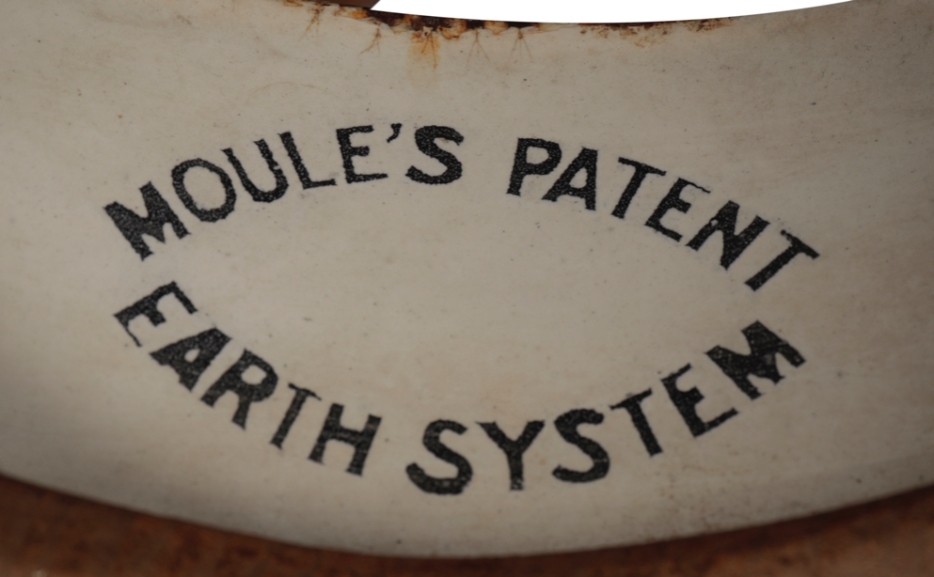 MOULE'S PATENT
EARTH SYSTEM